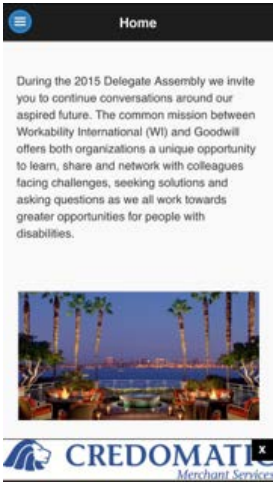 Home
During the 2015 Delegate Assembly we invite
you to continue conversations around our
aspired future. The common mission between
Workability International (WI) and Goodwill
offers both organizations a unique opportunity
to learn, share and network with colleagues
facing challenges, seeking solutions and
asking questions as we all work towards
greater opportunities for people with
disabilities.
x
CREDOMATIC
Merchant Services